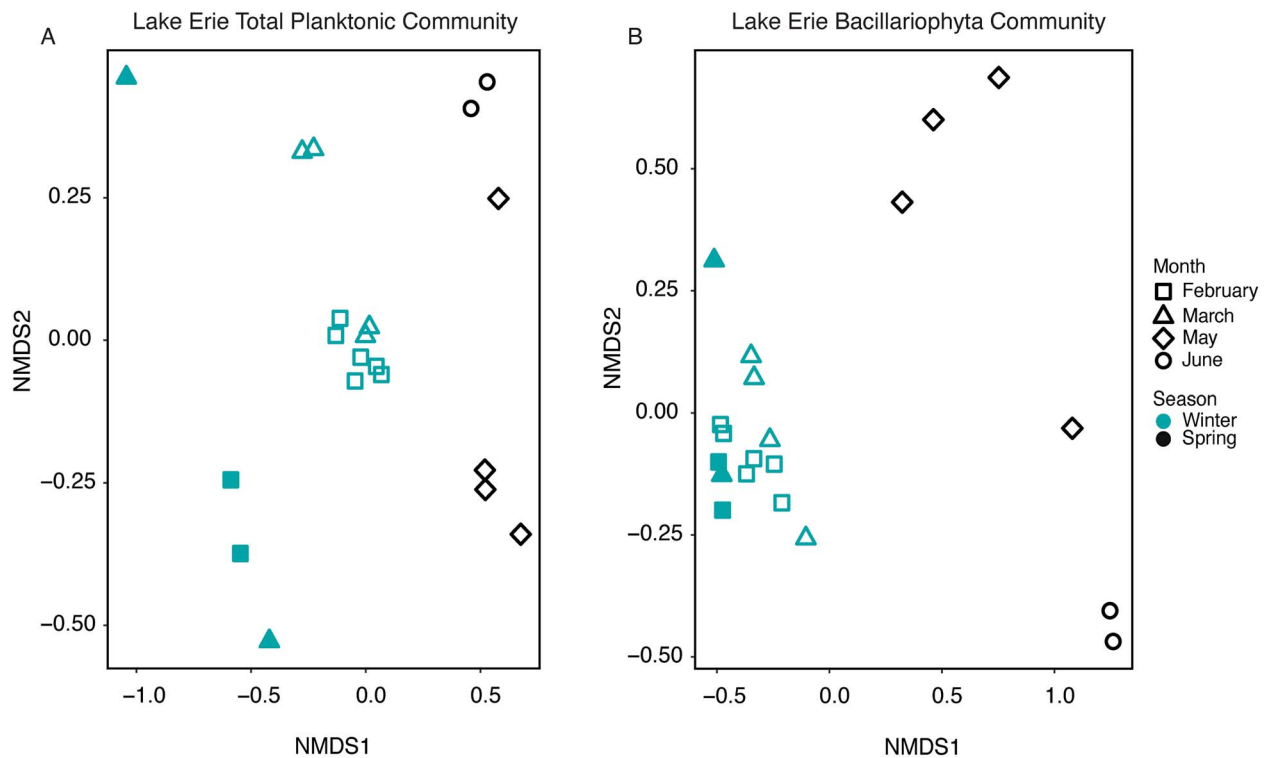 A
Lake Erie Total Planktonic Community
NMDS2
0.25
0.00
−0.25
−0.50
−1.0 −0.5 0.0 0.5
NMDS1
B
Lake Erie Bacillariophyta Community
NMDS2
0.50
0.25
0.00
−0.25
−0.50
−0.5 0.0 0.5 1.0
NMDS1
Month
February
March
May
June
Season
Winter
Spring